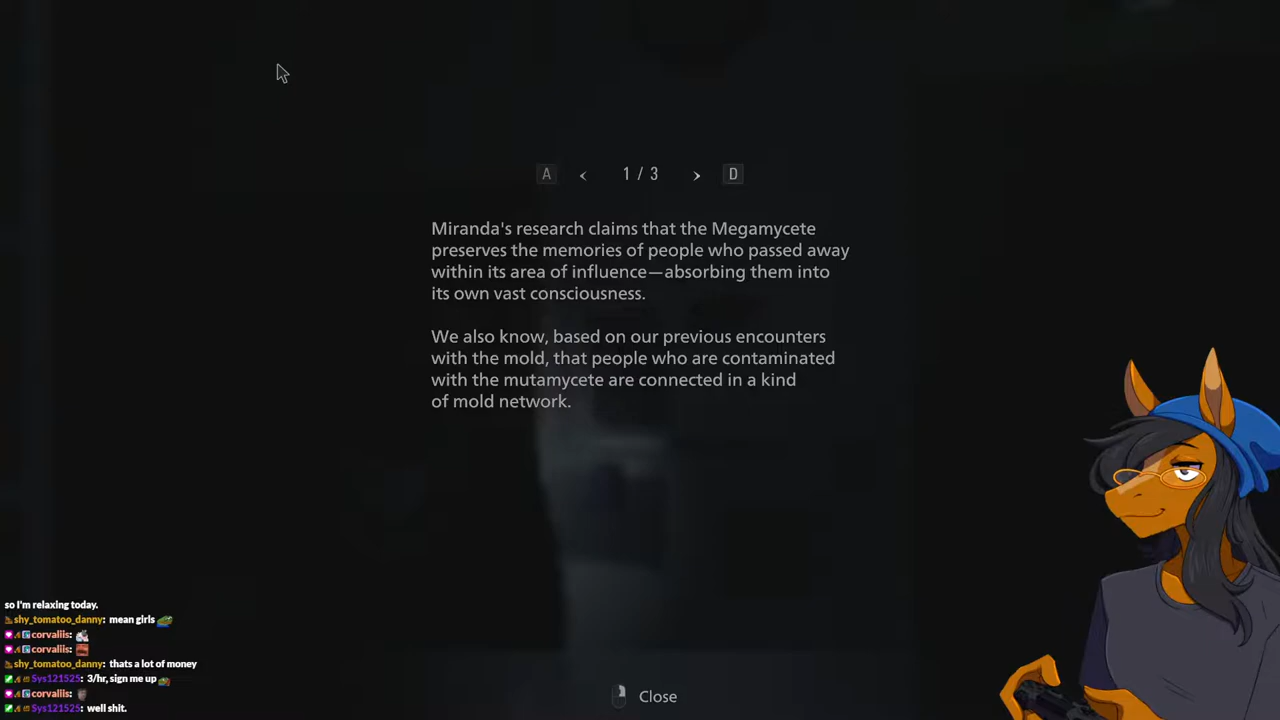 A < 1 / 3 > D
Miranda's research claims that the Megamycete
preserves the memories of people who passed away
within its area of influence—absorbing them into
its own vast consciousness.
We also know, based on our previous encounters
with the mold, that people who are contaminated
with the mutamycete are connected in a kind
of mold network.
so I'm relaxing today.
shy_tomatoo_danny: mean girls
corvaliis:
corvaliis:
shy_tomatoo_danny: thats a lot of money
Sys121525: 3/hr, sign me up
corvaliis:
Sys121525: well shit.
Close